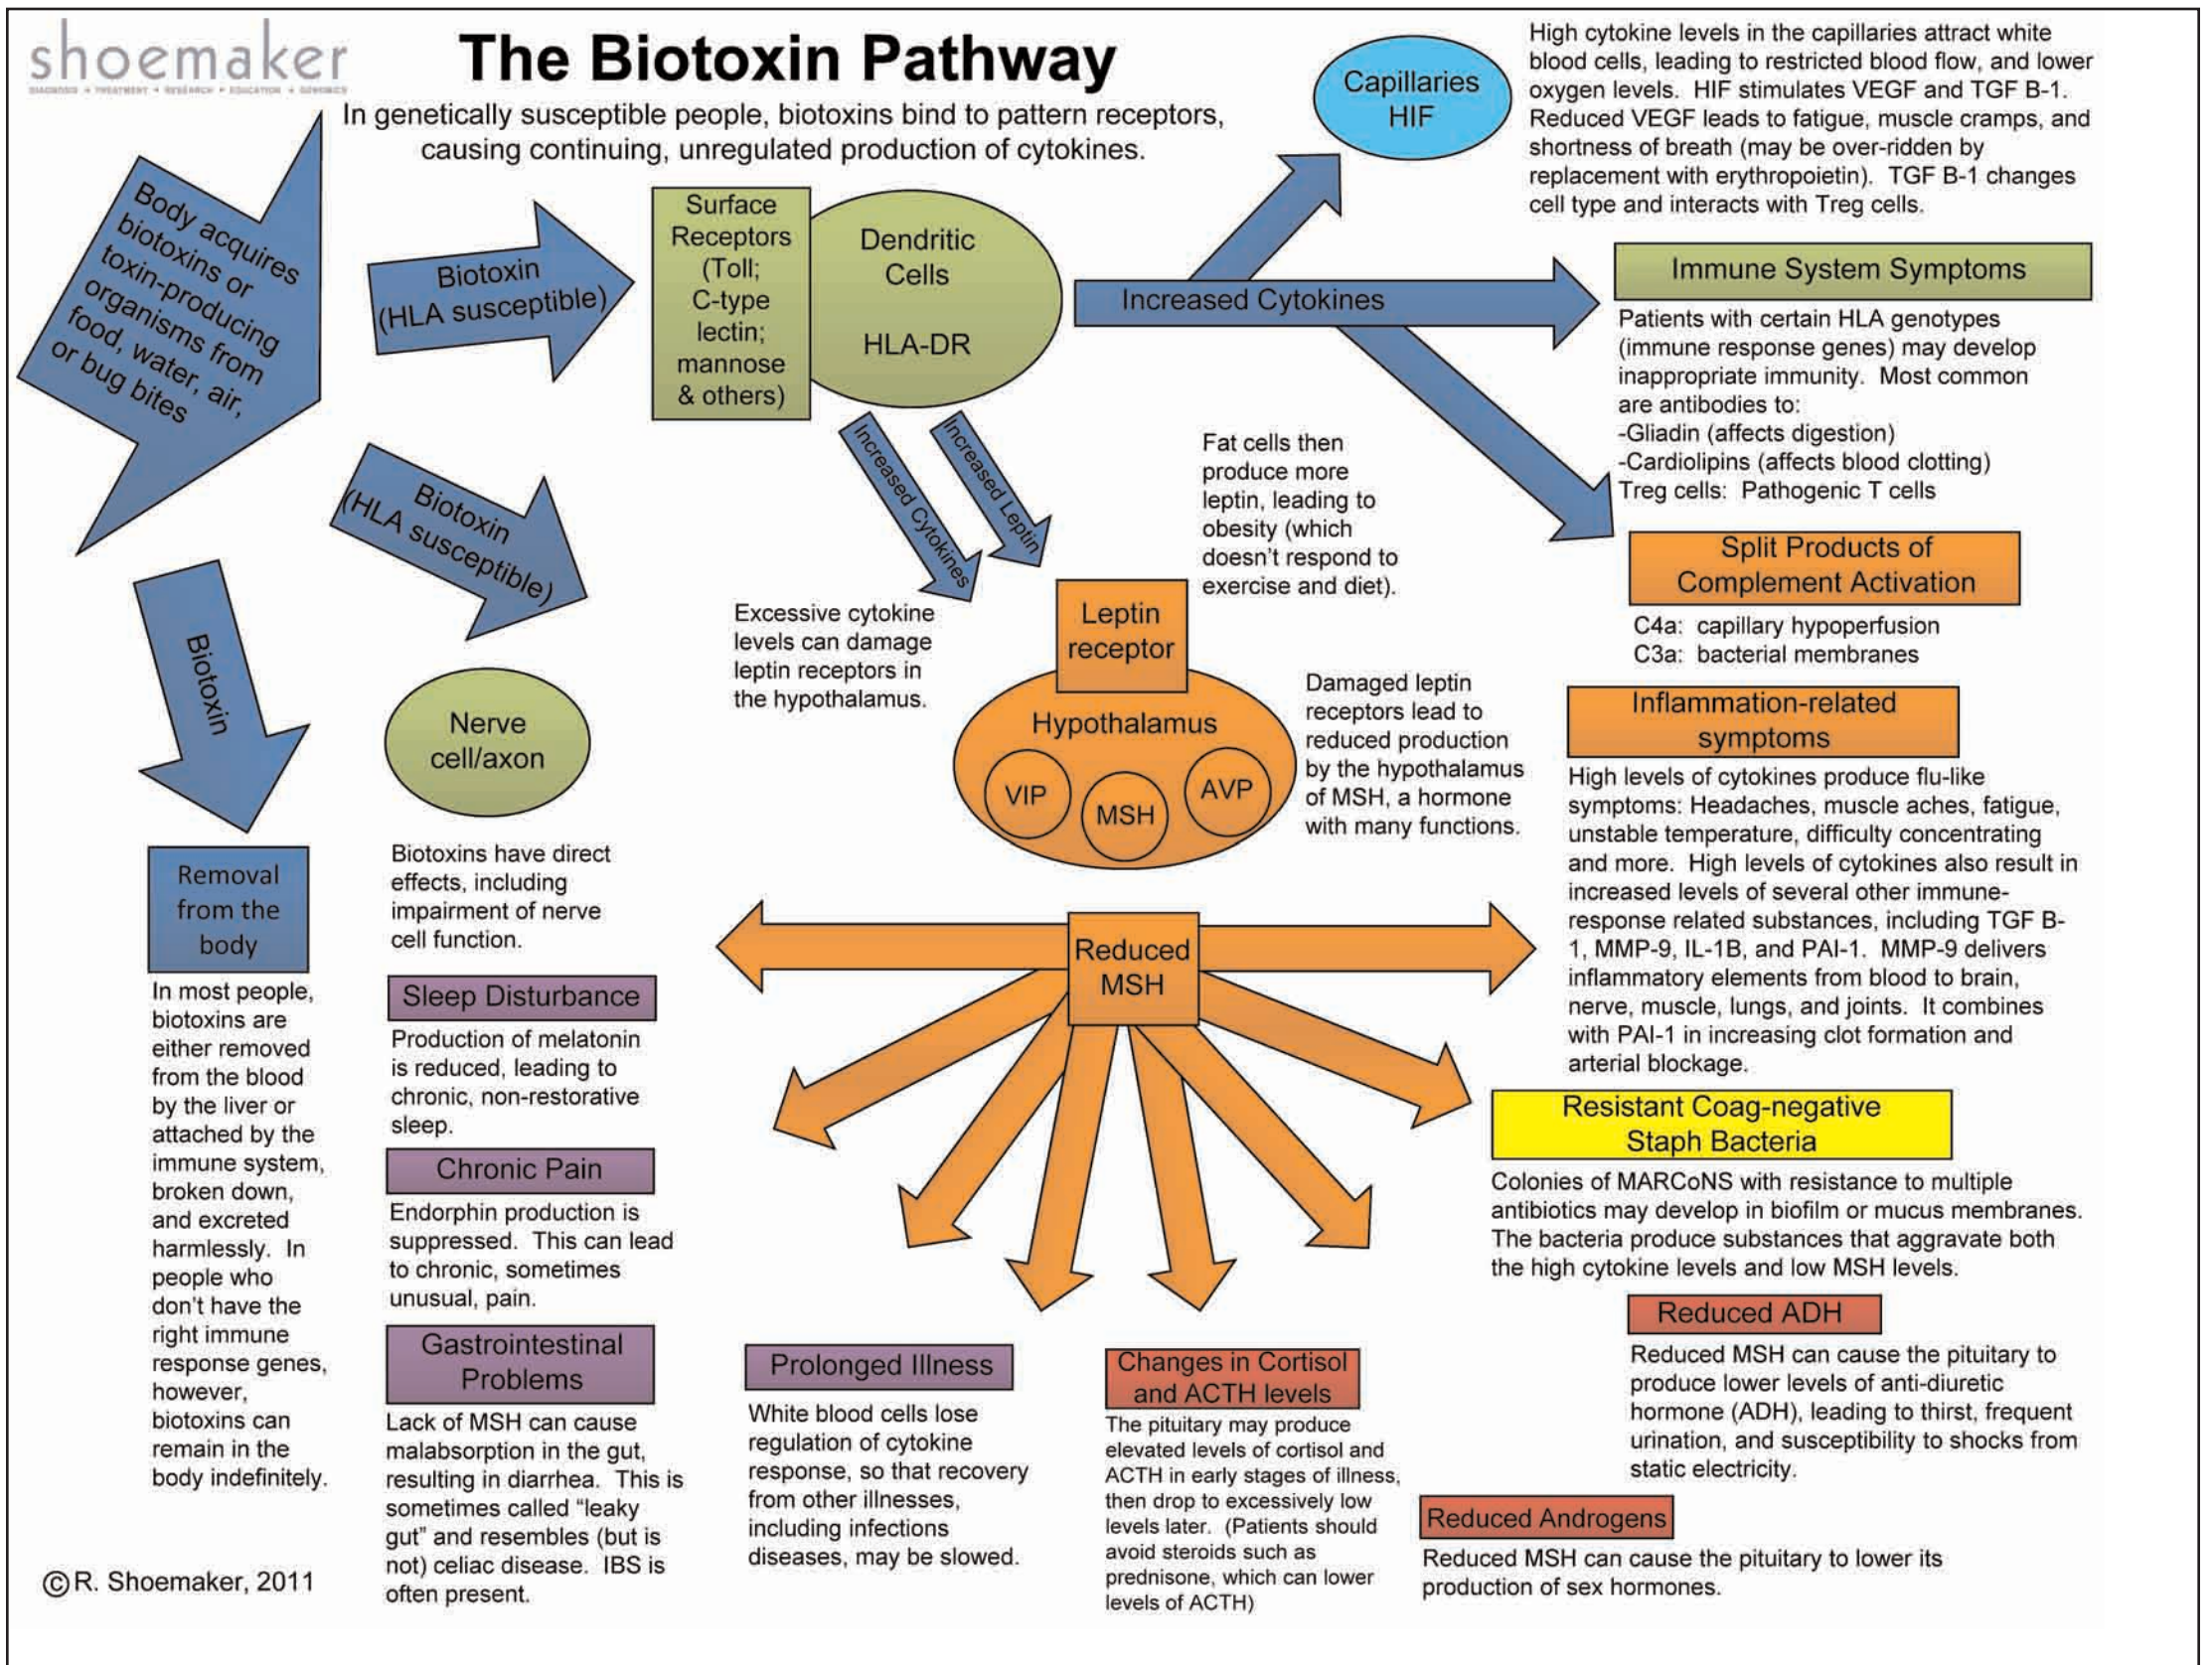 shoemaker
DIAGNOSIS • TREATMENT • RESEARCH • EDUCATION • GENOMICS
The Biotoxin Pathway
In genetically susceptible people, biotoxins bind to pattern receptors,
causing continuing, unregulated production of cytokines.
Body acquires
biotoxins or
toxin-producing
organisms from
food, water, air,
or bug bites
Biotoxin
(HLA susceptible)
Surface
Receptors
(Toll;
C-type
lectin;
mannose
& others)
Dendritic
Cells
HLA-DR
Increased Cytokines
Capillaries
HIF
High cytokine levels in the capillaries attract white
blood cells, leading to restricted blood flow, and lower
oxygen levels. HIF stimulates VEGF and TGF B-1.
Reduced VEGF leads to fatigue, muscle cramps, and
shortness of breath (may be over-ridden by
replacement with erythropoietin). TGF B-1 changes
cell type and interacts with Treg cells.
Immune System Symptoms
Patients with certain HLA genotypes
(immune response genes) may develop
inappropriate immunity. Most common
are antibodies to:
-Gliadin (affects digestion)
-Cardiolipins (affects blood clotting)
Treg cells: Pathogenic T cells
Split Products of
Complement Activation
C4a: capillary hypoperfusion
C3a: bacterial membranes
Biotoxin
(HLA susceptible)
Biotoxin
Increased Cytokines
Increased Leptin
Fat cells then
produce more
leptin, leading to
obesity (which
doesn't respond to
exercise and diet).
Excessive cytokine
levels can damage
leptin receptors in
the hypothalamus.
Leptin
receptor
Hypothalamus
VIP
MSH
AVP
Damaged leptin
receptors lead to
reduced production
by the hypothalamus
of MSH, a hormone
with many functions.
Inflammation-related
symptoms
High levels of cytokines produce flu-like
symptoms: Headaches, muscle aches, fatigue,
unstable temperature, difficulty concentrating
and more. High levels of cytokines also result in
increased levels of several other immune-
response related substances, including TGF B-
1, MMP-9, IL-1B, and PAI-1. MMP-9 delivers
inflammatory elements from blood to brain,
nerve, muscle, lungs, and joints. It combines
with PAI-1 in increasing clot formation and
arterial blockage.
Nerve
cell/axon
Biotoxins have direct
effects, including
impairment of nerve
cell function.
Removal
from the
body
In most people,
biotoxins are
either removed
from the blood
by the liver or
attached by the
immune system,
broken down,
and excreted
harmlessly. In
people who
don't have the
right immune
response genes,
however,
biotoxins can
remain in the
body indefinitely.
Reduced
MSH
Sleep Disturbance
Production of melatonin
is reduced, leading to
chronic, non-restorative
sleep.
Chronic Pain
Endorphin production is
suppressed. This can lead
to chronic, sometimes
unusual, pain.
Gastrointestinal
Problems
Lack of MSH can cause
malabsorption in the gut,
resulting in diarrhea. This is
sometimes called “leaky
gut” and resembles (but is
not) celiac disease. IBS is
often present.
Prolonged Illness
White blood cells lose
regulation of cytokine
response, so that recovery
from other illnesses,
including infections
diseases, may be slowed.
Changes in Cortisol
and ACTH levels
The pituitary may produce
elevated levels of cortisol and
ACTH in early stages of illness,
then drop to excessively low
levels later. (Patients should
avoid steroids such as
prednisone, which can lower
levels of ACTH)
Resistant Coag-negative
Staph Bacteria
Colonies of MARCoNS with resistance to multiple
antibiotics may develop in biofilm or mucus membranes.
The bacteria produce substances that aggravate both
the high cytokine levels and low MSH levels.
Reduced ADH
Reduced MSH can cause the pituitary to
produce lower levels of anti-diuretic
hormone (ADH), leading to thirst, frequent
urination, and susceptibility to shocks from
static electricity.
Reduced Androgens
Reduced MSH can cause the pituitary to lower its
production of sex hormones.
©R. Shoemaker, 2011